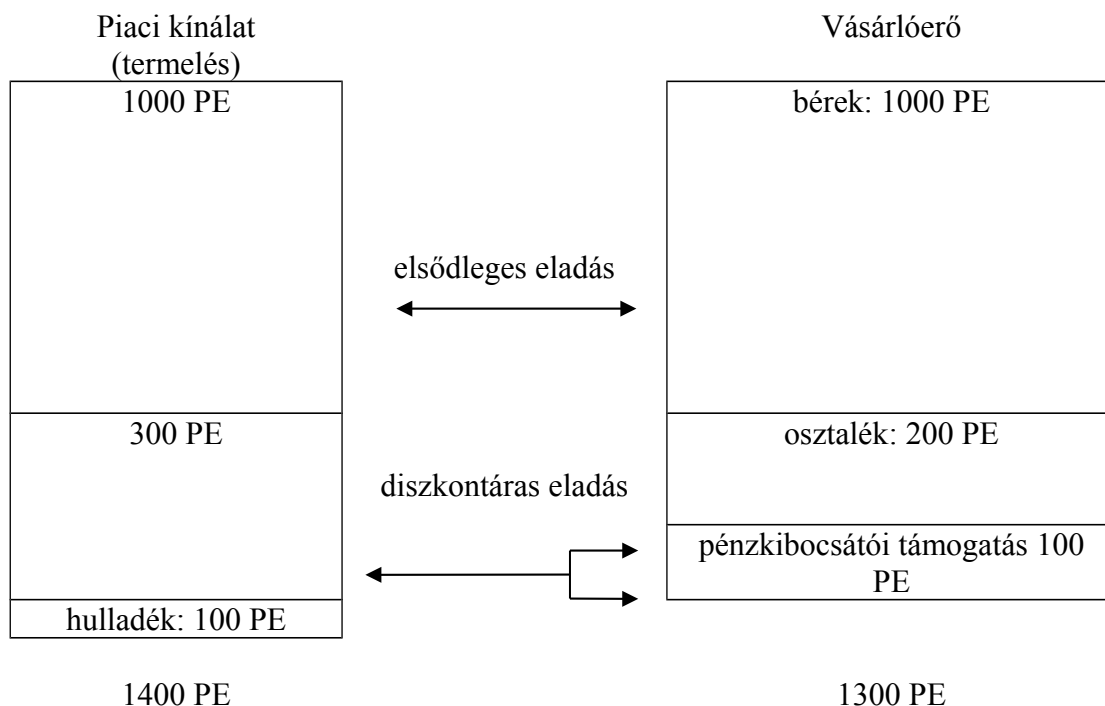 Piaci kínálat
(termelés)
Vásárlóerő
1000 PE
bérek: 1000 PE
elsődleges eladás
300 PE
osztalék: 200 PE
diszkontáras eladás
pénzkibocsátói támogatás 100
PE
hulladék: 100 PE
1400 PE
1300 PE